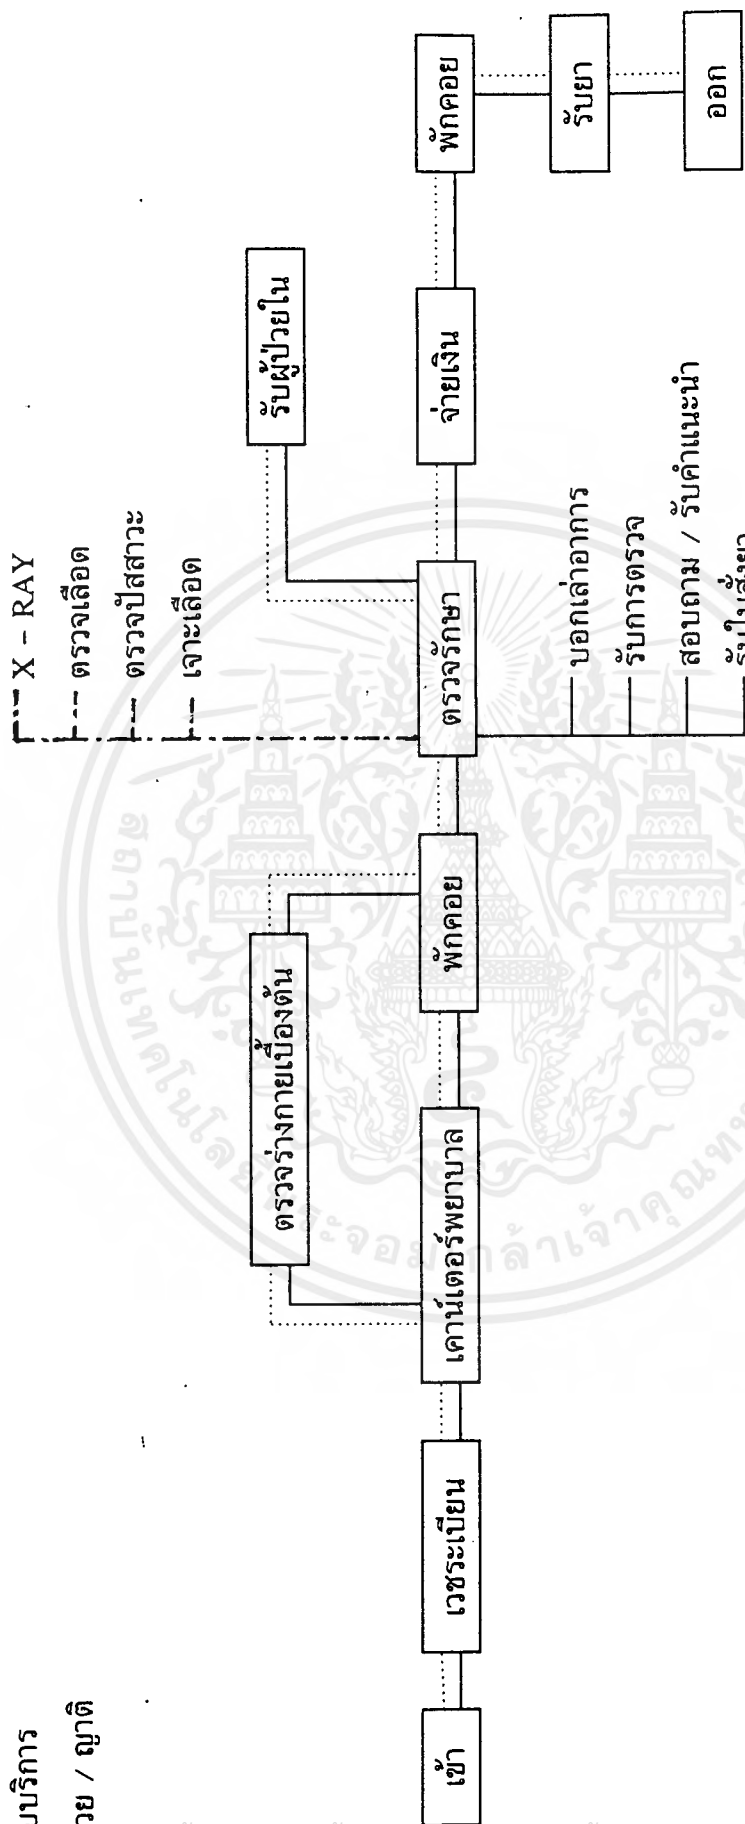 X - RAY
ตรวจเลือด
ตรวจปัสสาวะ
เจาะเลือด
รับผู้ป่วยใน
ตรวจร่างกายเบื้องต้น
เข้า
เวชระเบียน
เคาน์เตอร์พยาบาล
พักคอย
ตรวจรักษา
จ่ายเงิน
พักคอย
รับยา
ออก
บอกเล่าอาการ
รับการตรวจ
สอบถาม / รับคำแนะนำ
บริการ
/ ญาติ